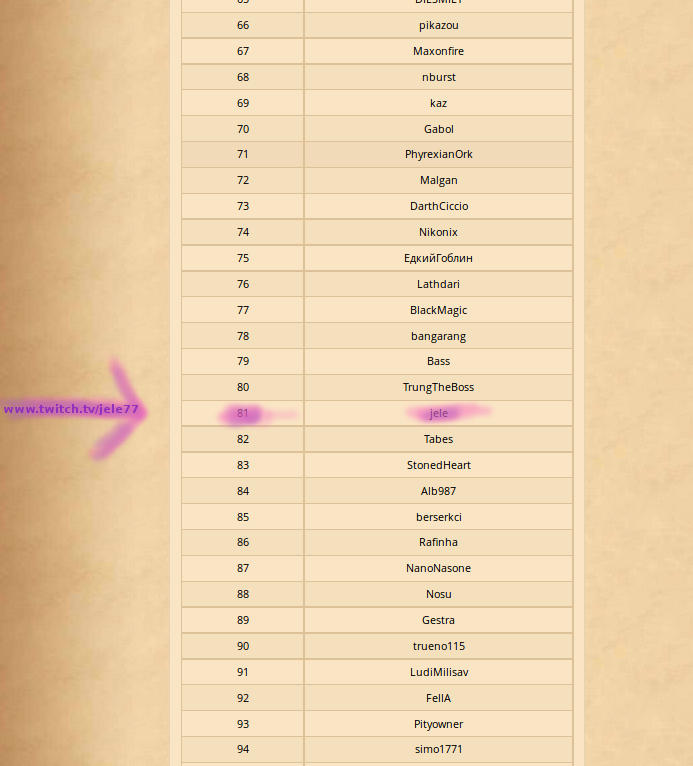 66 pikazou
67 Maxonfire
68 nburst
69 kaz
70 Gabol
71 PhyrexianOrk
72 Malgan
73 DarthCiccio
74 Nikonix
75 ЕдкийГоблин
76 Lathdari
77 BlackMagic
78 bangarang
79 Bass
80 TrungTheBoss
www.twitch.tv/jele77 81 jele
82 Tabes
83 StonedHeart
84 Alb987
85 berserkci
86 Rafinha
87 NanoNasone
88 Nosu
89 Gestra
90 trueno115
91 LudiMilisav
92 FellA
93 Pityowner
94 simo1771